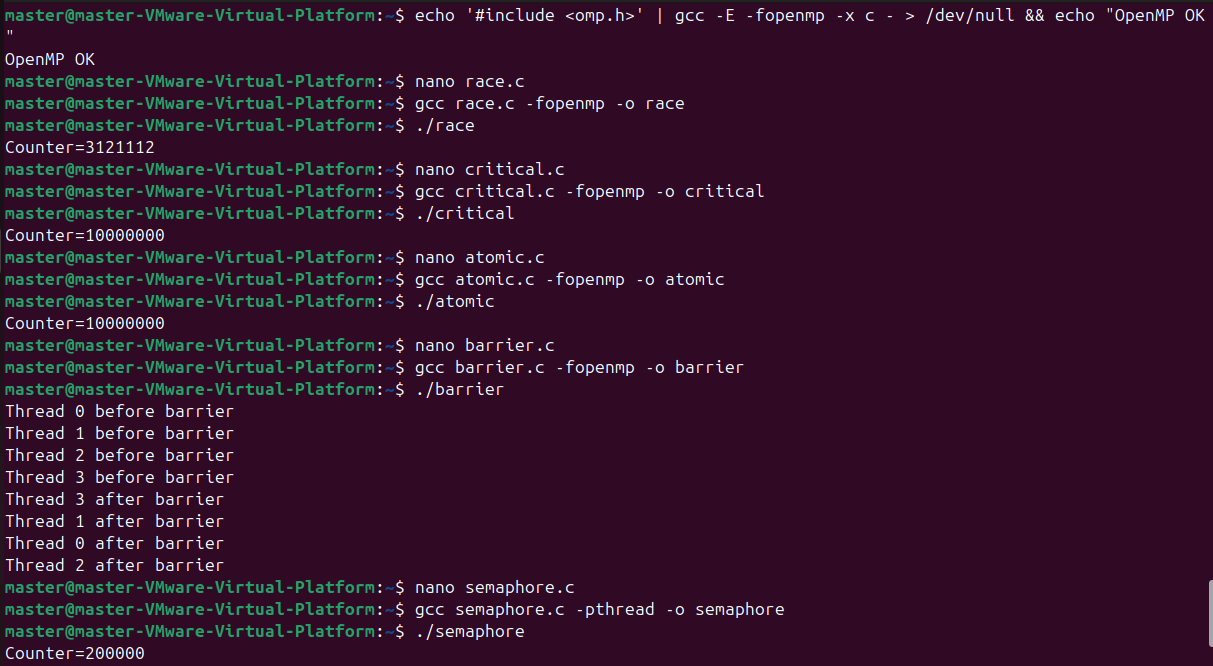 master@master-VMware-Virtual-Platform:~$ echo '#include <omp.h>' | gcc -E -fopenmp -x c - > /dev/null && echo "OpenMP OK
"
OpenMP OK
master@master-VMware-Virtual-Platform:~$ nano race.c
master@master-VMware-Virtual-Platform:~$ gcc race.c -fopenmp -o race
master@master-VMware-Virtual-Platform:~$ ./race
Counter=3121112
master@master-VMware-Virtual-Platform:~$ nano critical.c
master@master-VMware-Virtual-Platform:~$ gcc critical.c -fopenmp -o critical
master@master-VMware-Virtual-Platform:~$ ./critical
Counter=10000000
master@master-VMware-Virtual-Platform:~$ nano atomic.c
master@master-VMware-Virtual-Platform:~$ gcc atomic.c -fopenmp -o atomic
master@master-VMware-Virtual-Platform:~$ ./atomic
Counter=10000000
master@master-VMware-Virtual-Platform:~$ nano barrier.c
master@master-VMware-Virtual-Platform:~$ gcc barrier.c -fopenmp -o barrier
master@master-VMware-Virtual-Platform:~$ ./barrier
Thread 0 before barrier
Thread 1 before barrier
Thread 2 before barrier
Thread 3 before barrier
Thread 3 after barrier
Thread 1 after barrier
Thread 0 after barrier
Thread 2 after barrier
master@master-VMware-Virtual-Platform:~$ nano semaphore.c
master@master-VMware-Virtual-Platform:~$ gcc semaphore.c -pthread -o semaphore
master@master-VMware-Virtual-Platform:~$ ./semaphore
Counter=200000